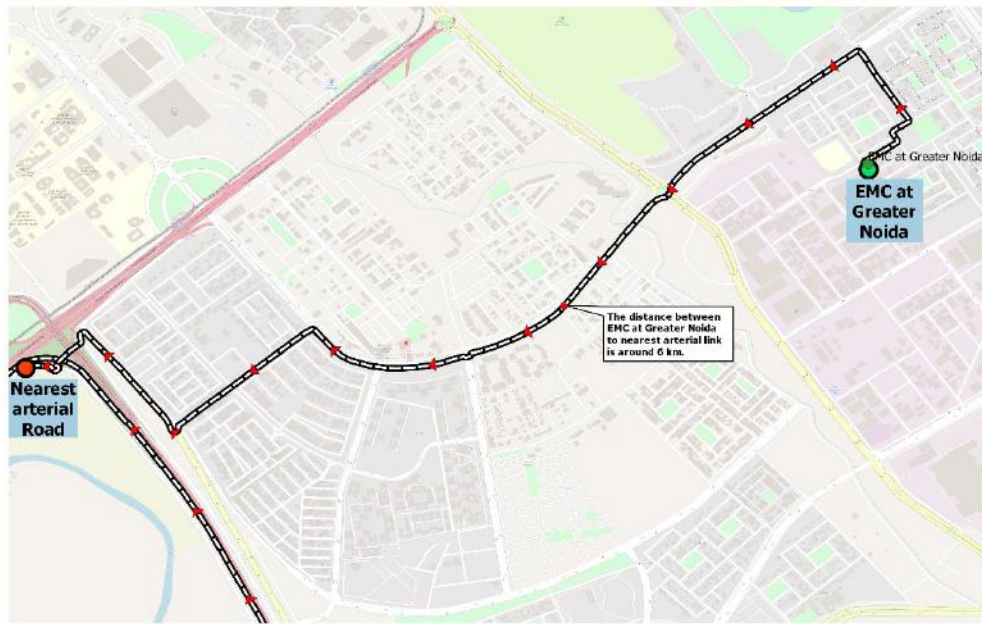 EMC at Greater Noida
EMC at
Greater
Noida
The distance between
EMC at Greater Noida
to nearest arterial link
is around 6 km.
Nearest
arterial
Road